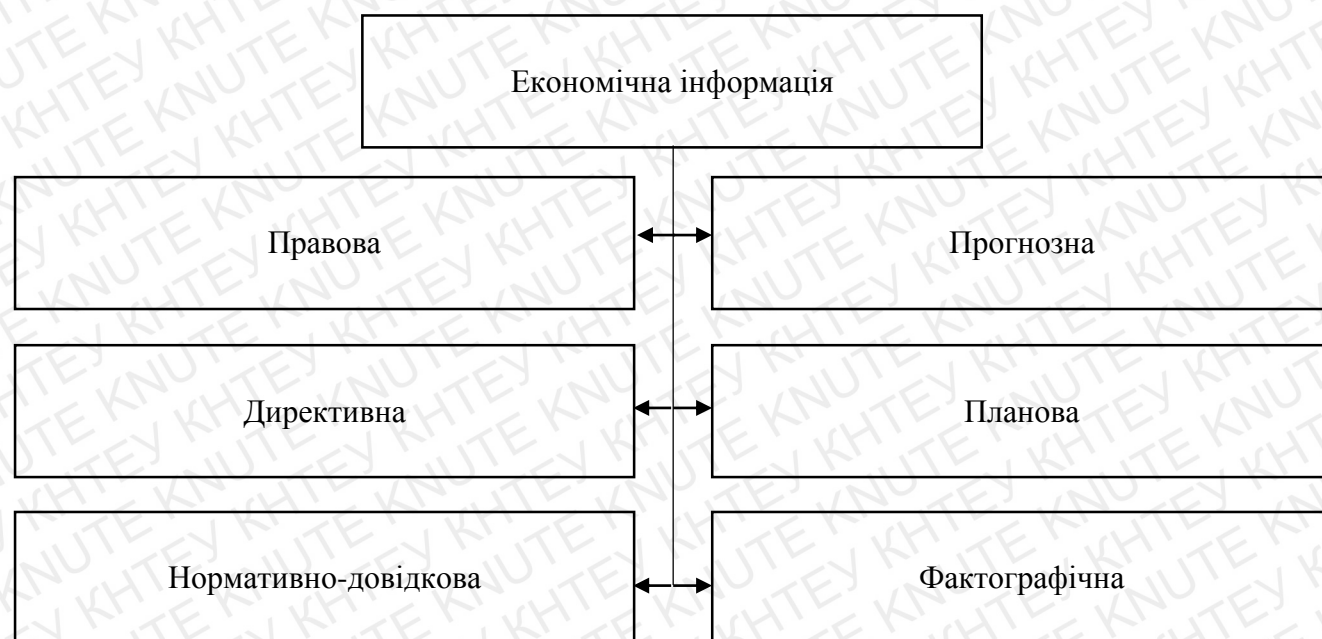 Економічна інформація
Правова
Прогнозна
Директивна
Планова
Нормативно-довідкова
Фактографічна